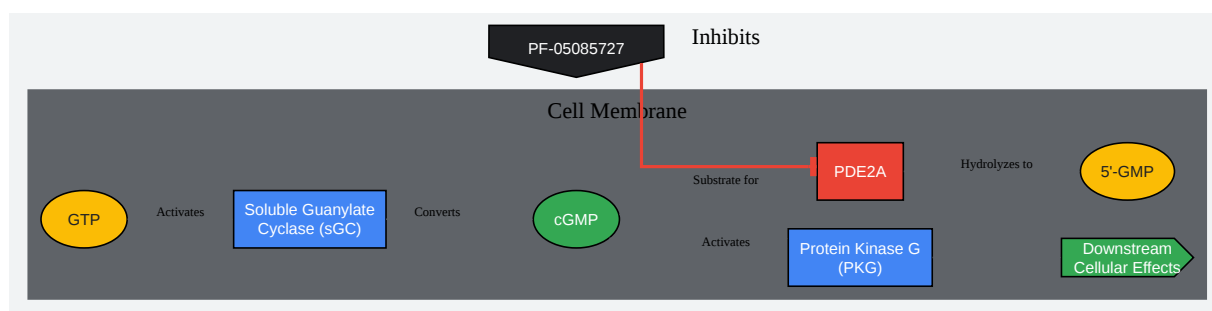 PF-05085727
Inhibits
Cell Membrane
GTP
Activates
Soluble Guanylate
Cyclase (sGC)
Converts
cGMP
Substrate for
PDE2A
Hydrolyzes to
5'-GMP
Activates
Protein Kinase G
(PKG)
Downstream
Cellular Effects